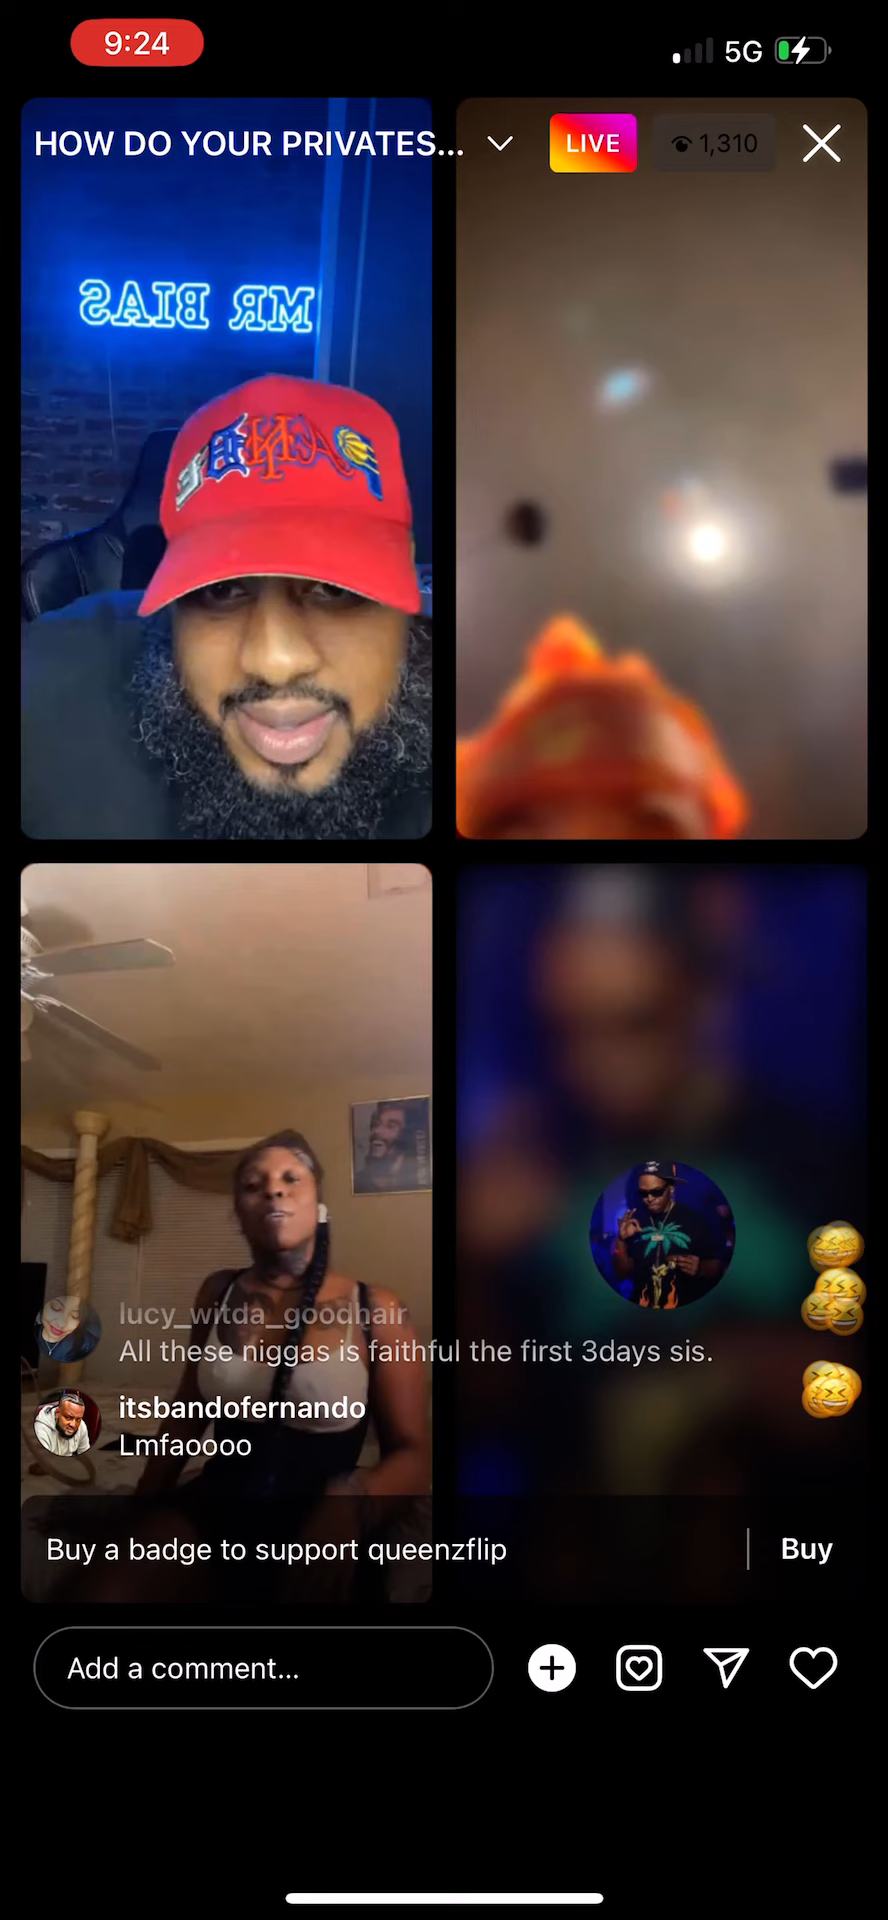 9:24
5G
HOW DO YOUR PRIVATES...
LIVE
1,310
MR BIAS
lucy_witda_goodhair
All these niggas is faithful the first 3days sis.
itsbandofernando
Lmfaoooo
Buy a badge to support queenzflip
Buy
Add a comment...